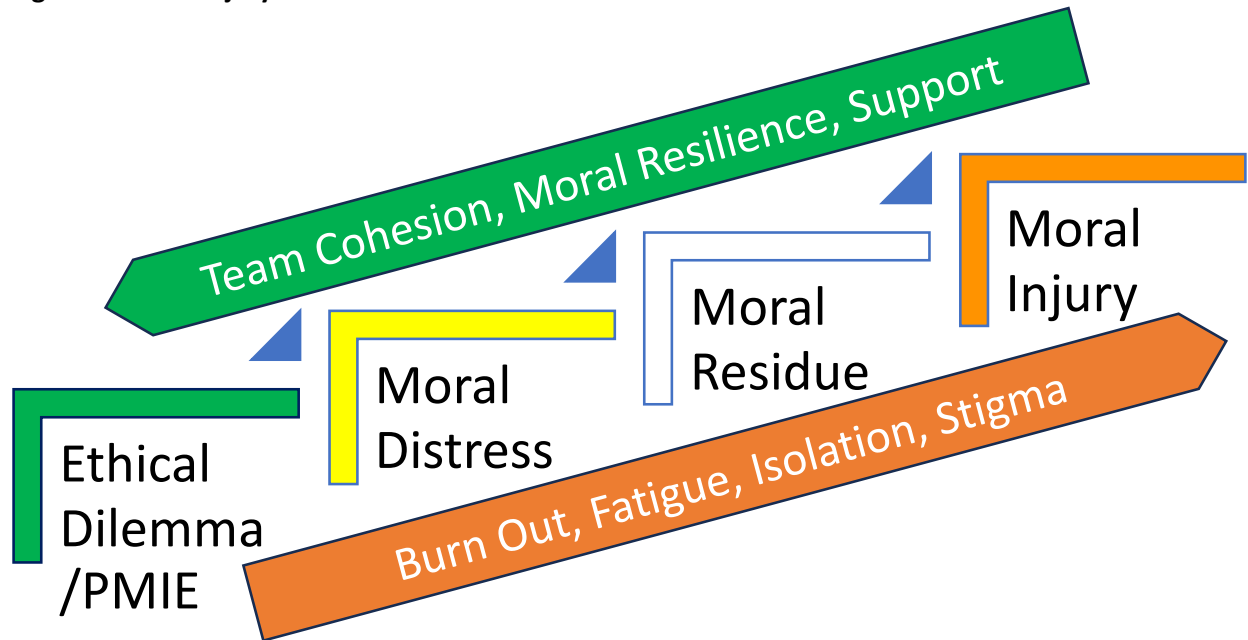 Team Cohesion, Moral Resilience, Support
Moral
Injury
Moral
Residue
Moral
Distress
Ethical
Dilemma
/PMIE
Burn Out, Fatigue, Isolation, Stigma